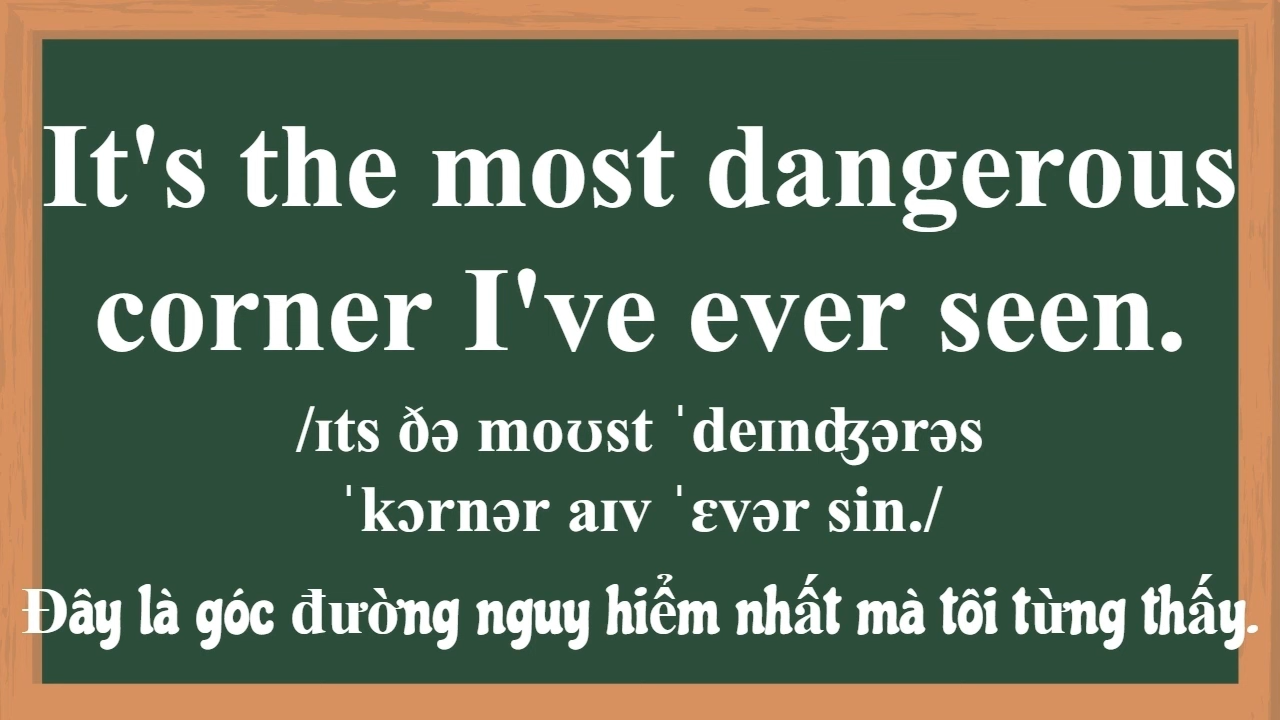 It's the most dangerous
corner I've ever seen.
/ɪts ðə moʊst ˈdeɪnʤərəs
ˈkɔrnər aɪv ˈɛvər sin./
Đây là góc đường nguy hiểm nhất mà tôi từng thấy.